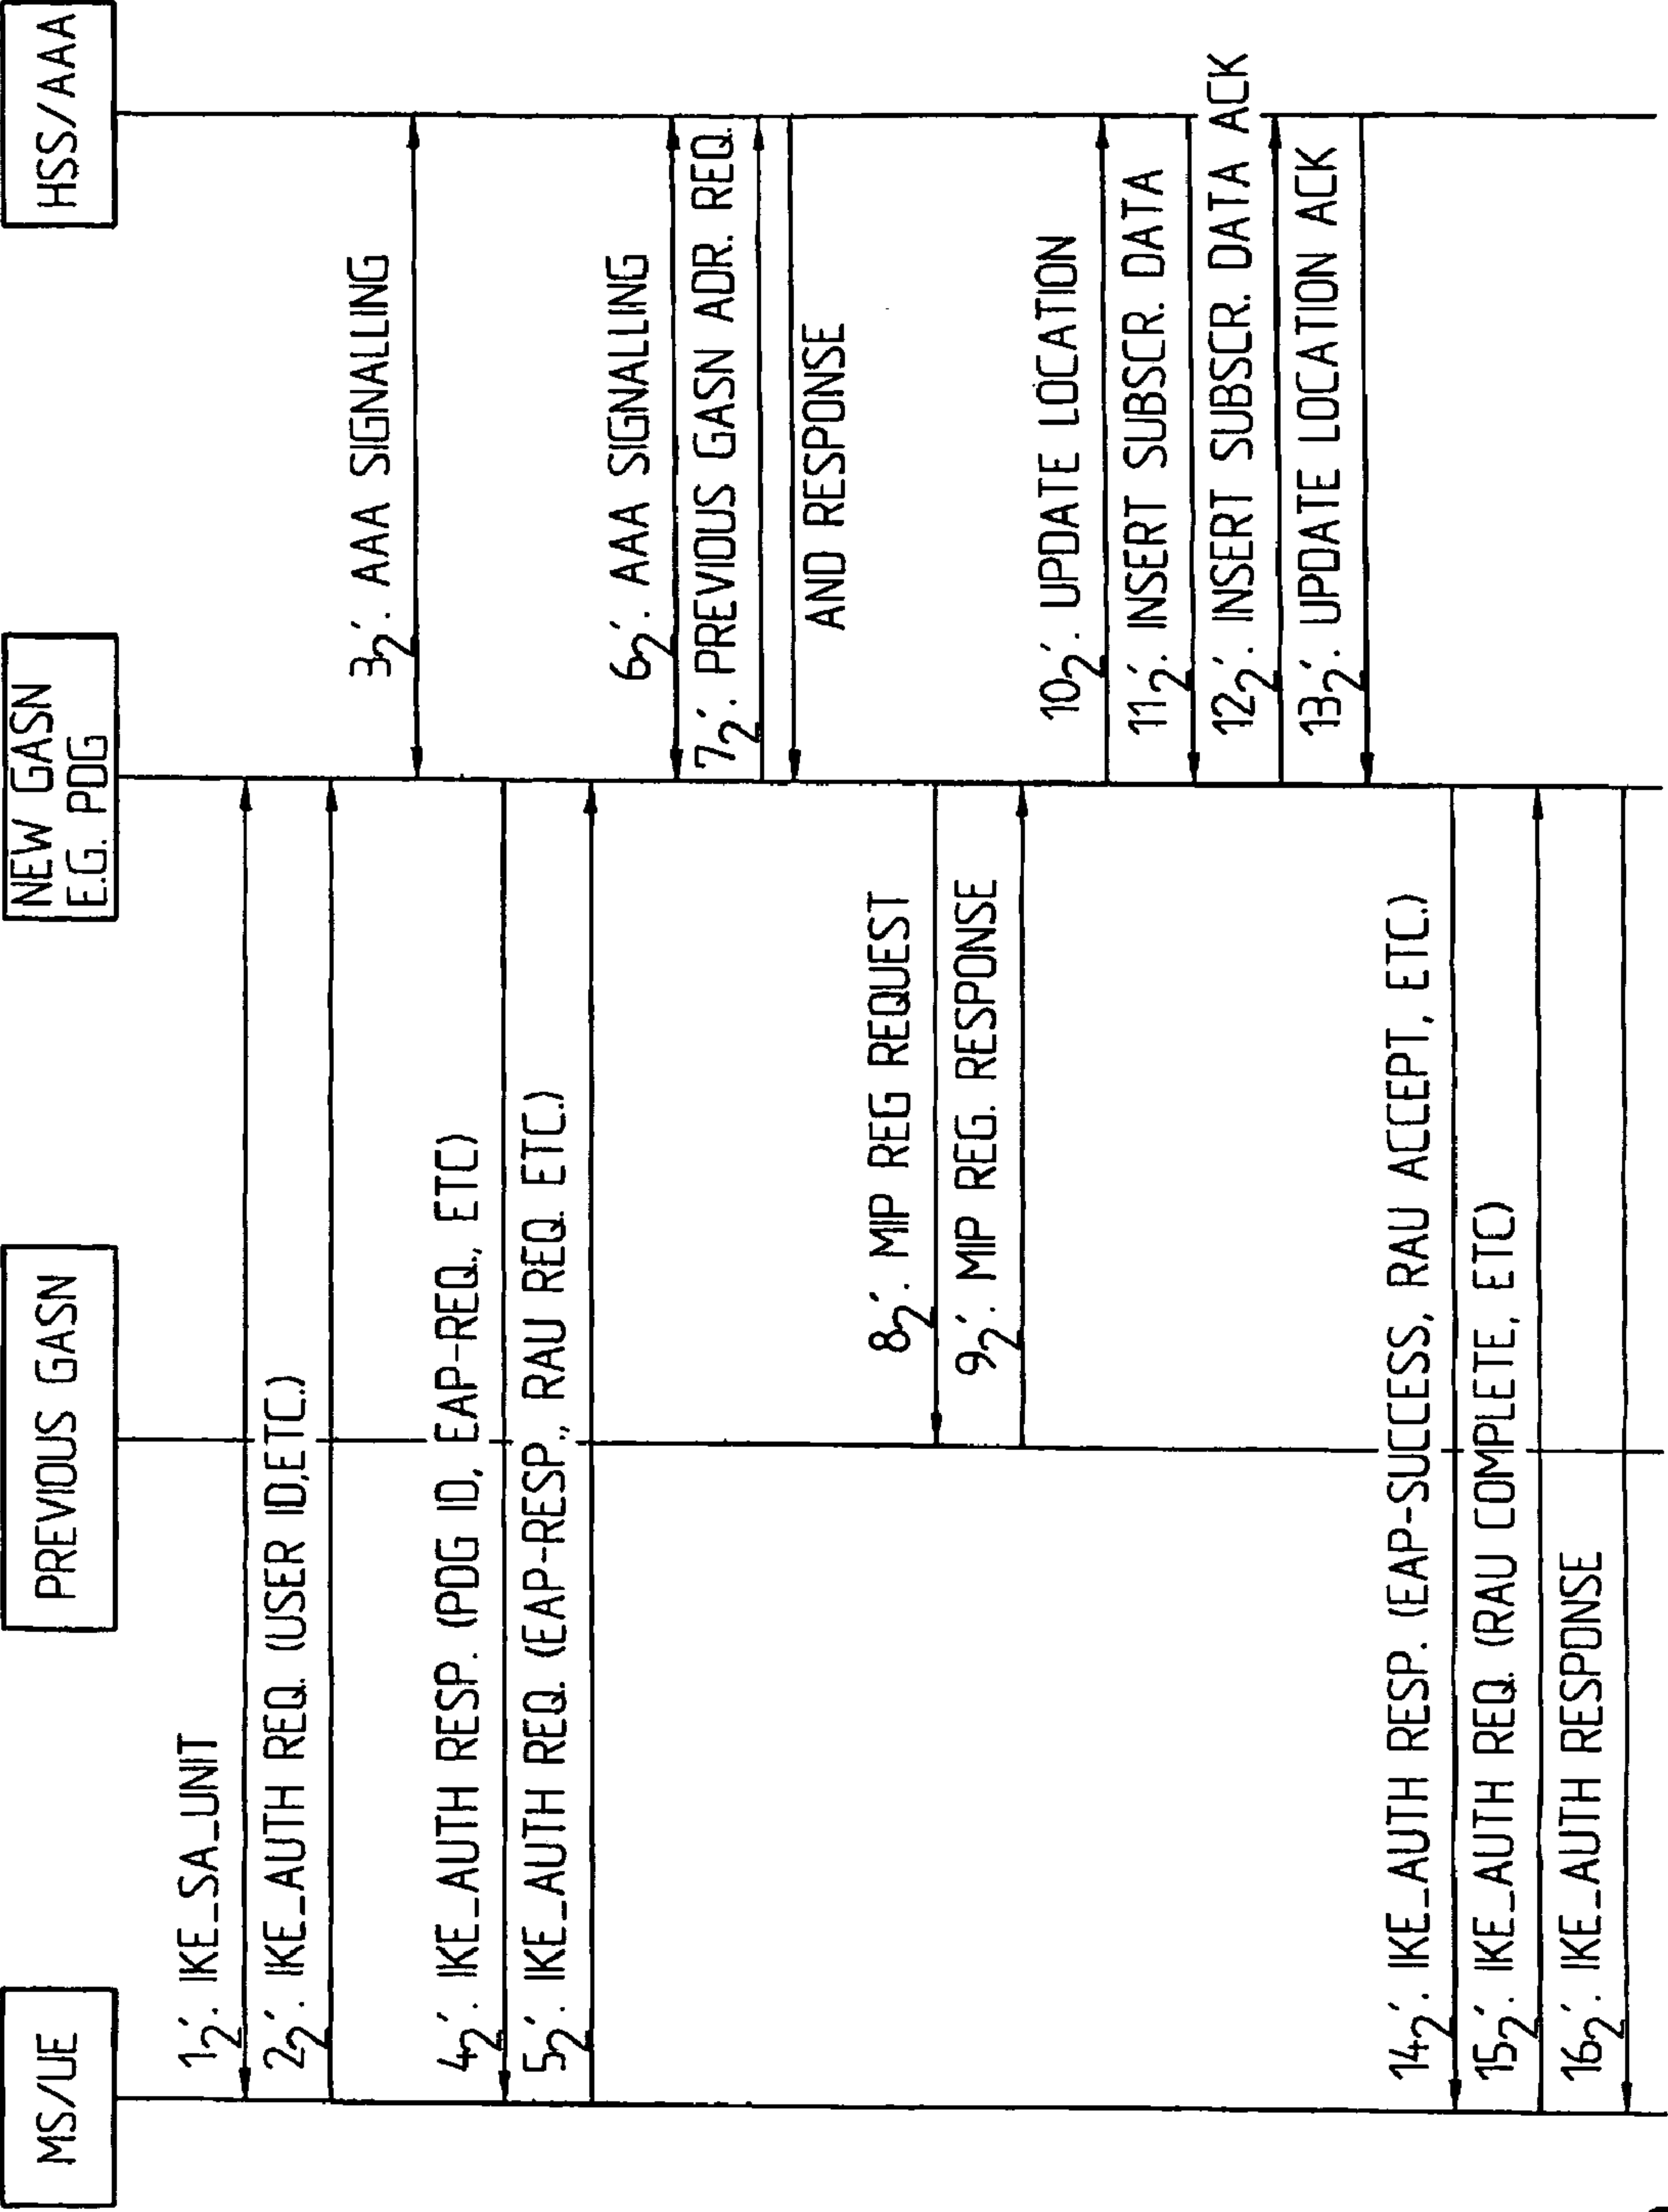 MS/UE
PREVIOUS GASN
NEW GASN
E.G. PDG
HSS/AAA
1₂′. IKE_SA_UNIT
2₂′. IKE_AUTH REQ. (USER ID,ETC.)
3₂′. AAA SIGNALLING
4₂′. IKE_AUTH RESP. (PDG ID, EAP-REQ., ETC)
5₂′. IKE_AUTH REQ. (EAP-RESP., RAU REQ. ETC.)
6₂′. AAA SIGNALLING
7₂′. PREVIOUS GASN ADR. REQ.
AND RESPONSE
8₂′. MIP REG REQUEST
9₂′. MIP REG. RESPONSE
10₂′. UPDATE LOCATION
11₂′. INSERT SUBSCR. DATA
12₂′. INSERT SUBSCR. DATA ACK
13₂′. UPDATE LOCATION ACK
14₂′. IKE_AUTH RESP. (EAP-SUCCESS, RAU ACCEPT, ETC.)
15₂′. IKE_AUTH REQ. (RAU COMPLETE, ETC)
16₂′. IKE_AUTH RESPONSE